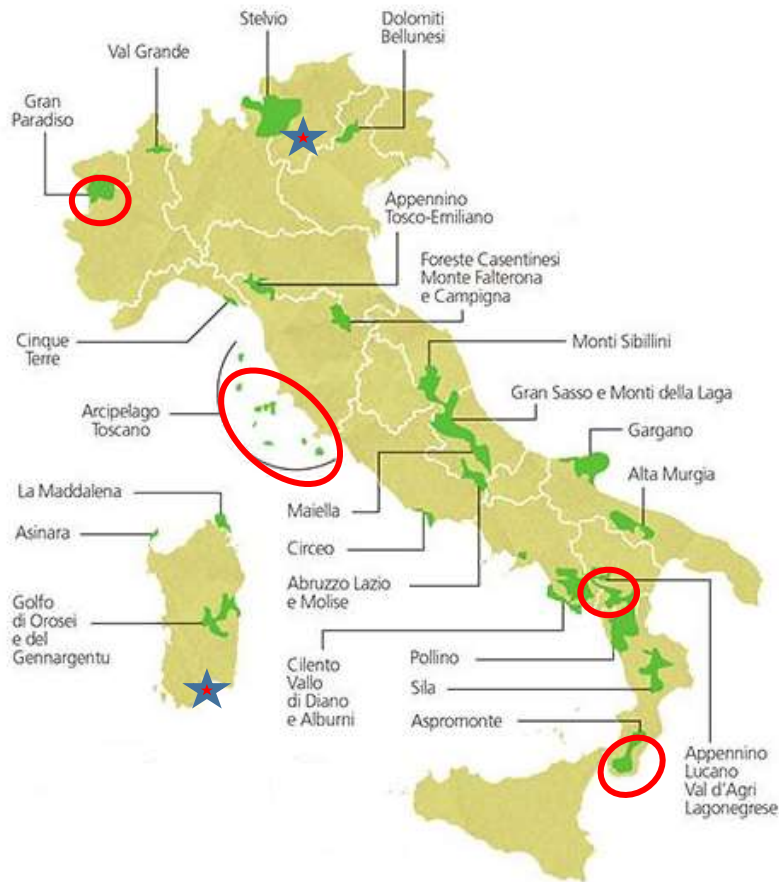 Stelvio
Dolomiti
Bellunesi
Val Grande
Gran
Paradiso
Appennino
Tosco-Emiliano
Foreste Casentinesi
Monte Falterona
e Campigna
Cinque
Terre
Monti Sibillini
Gran Sasso e Monti della Laga
Arcipelago
Toscano
Gargano
Alta Murgia
La Maddalena
Maiella
Asinara
Circeo
Abruzzo Lazio
e Molise
Golfo
di Orosei
e del
Gennargentu
Cilento
Vallo
di Diano
e Alburni
Pollino
Sila
Aspromonte
Appennino
Lucano
Val d'Agri
Lagonegrese